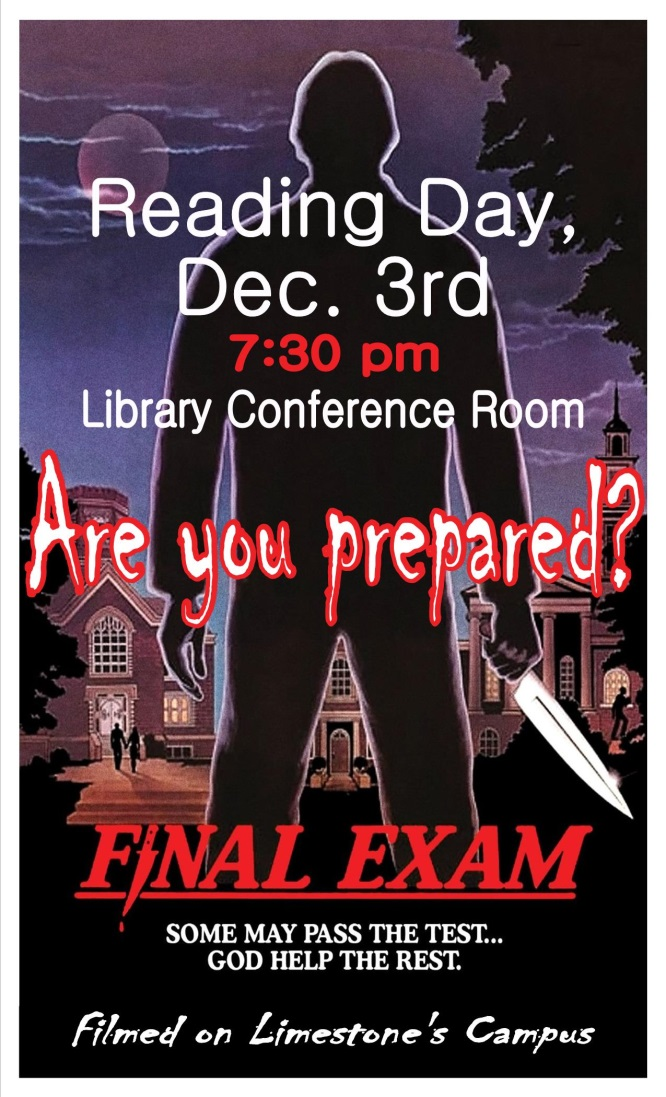 Reading Day,
Dec. 3rd
7:30 pm
Library Conference Room
Are you prepared?
FINAL EXAM
SOME MAY PASS THE TEST...
GOD HELP THE REST.
Filmed on Limestone's Campus